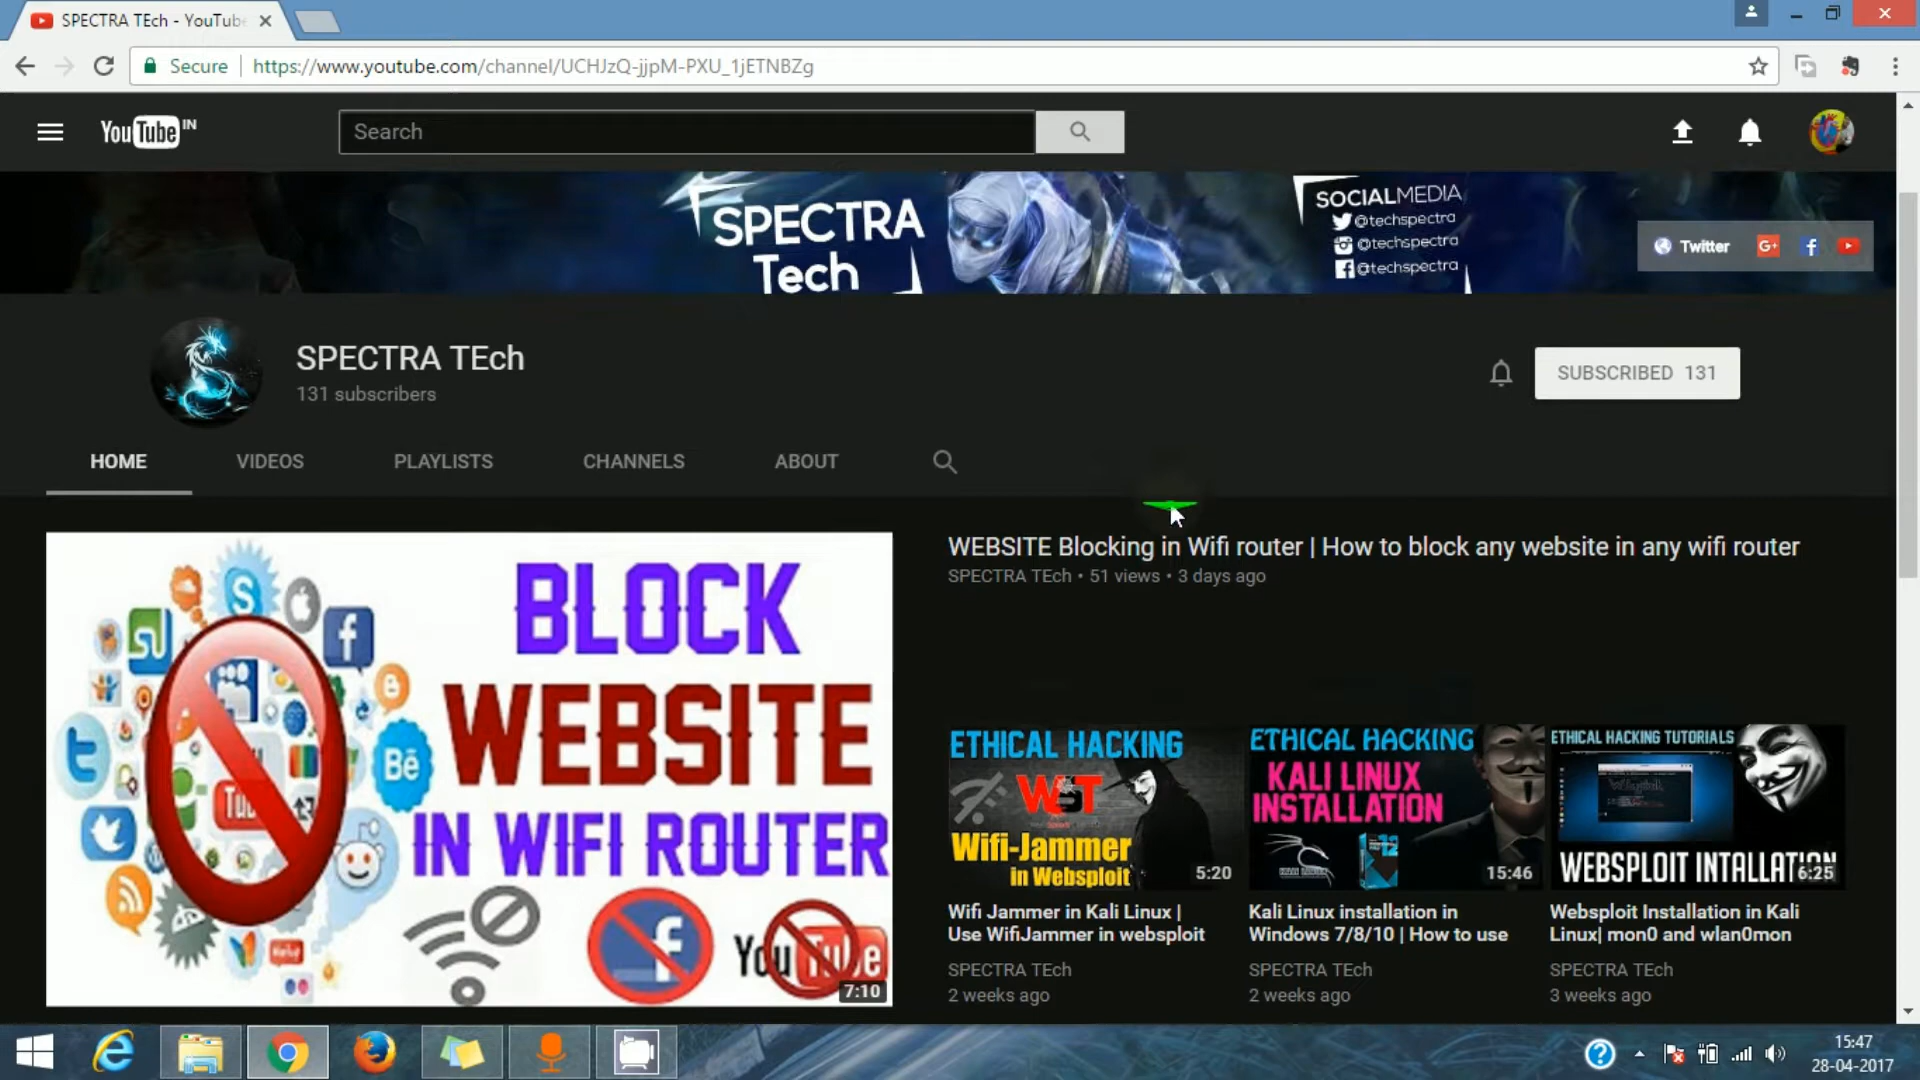 SPECTRA TEch - YouTube
Secure
https://www.youtube.com/channel/UCHJzQ-jjpM-PXU_1jETNBZg
YouTube IN
Search
SPECTRA
Tech
SOCIALMEDIA
@techspectra
@techspectra
@techspectra
Twitter
G+
SPECTRA TEch
131 subscribers
SUBSCRIBED 131
HOME
VIDEOS
PLAYLISTS
CHANNELS
ABOUT
BLOCK
WEBSITE
IN WIFI ROUTER
YouTube
7:10
WEBSITE Blocking in Wifi router | How to block any website in any wifi router
SPECTRA TEch • 51 views • 3 days ago
ETHICAL HACKING
WST
Wifi-Jammer
in Websploit
5:20
Wifi Jammer in Kali Linux |
Use WifiJammer in websploit
SPECTRA TEch
2 weeks ago
ETHICAL HACKING
KALI LINUX
INSTALLATION
15:46
Kali Linux installation in
Windows 7/8/10 | How to use
SPECTRA TEch
2 weeks ago
ETHICAL HACKING TUTORIALS
WEBSPLOIT INTALLATION
6:25
Websploit Installation in Kali
Linux| mon0 and wlan0mon
SPECTRA TEch
3 weeks ago
15:47
28-04-2017